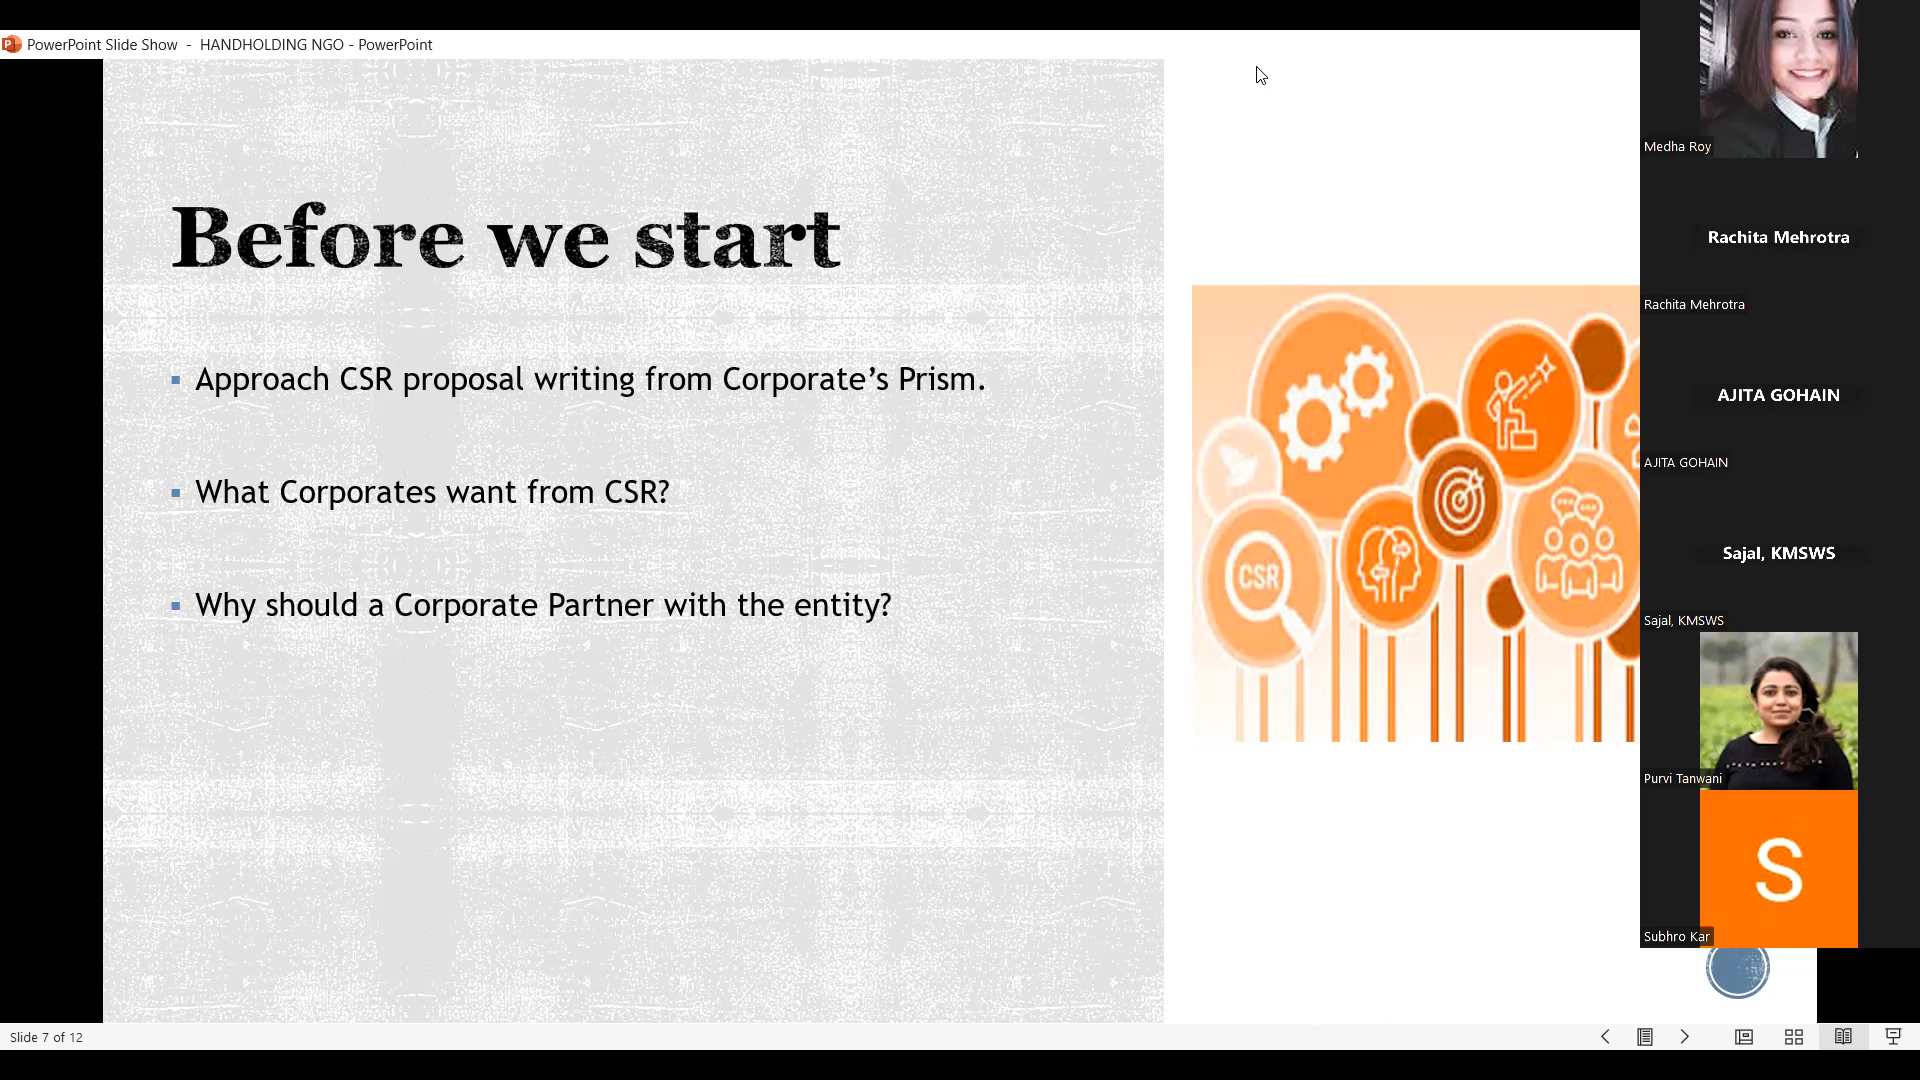 PowerPoint Slide Show - HANDHOLDING NGO - PowerPoint
Before we start
Approach CSR proposal writing from Corporate’s Prism.
What Corporates want from CSR?
Why should a Corporate Partner with the entity?
CSR
Medha Roy
Rachita Mehrotra
Rachita Mehrotra
AJITA GOHAIN
AJITA GOHAIN
Sajal, KMSWS
Sajal, KMSWS
Purvi Tanwani
S
Subhro Kar
Slide 7 of 12